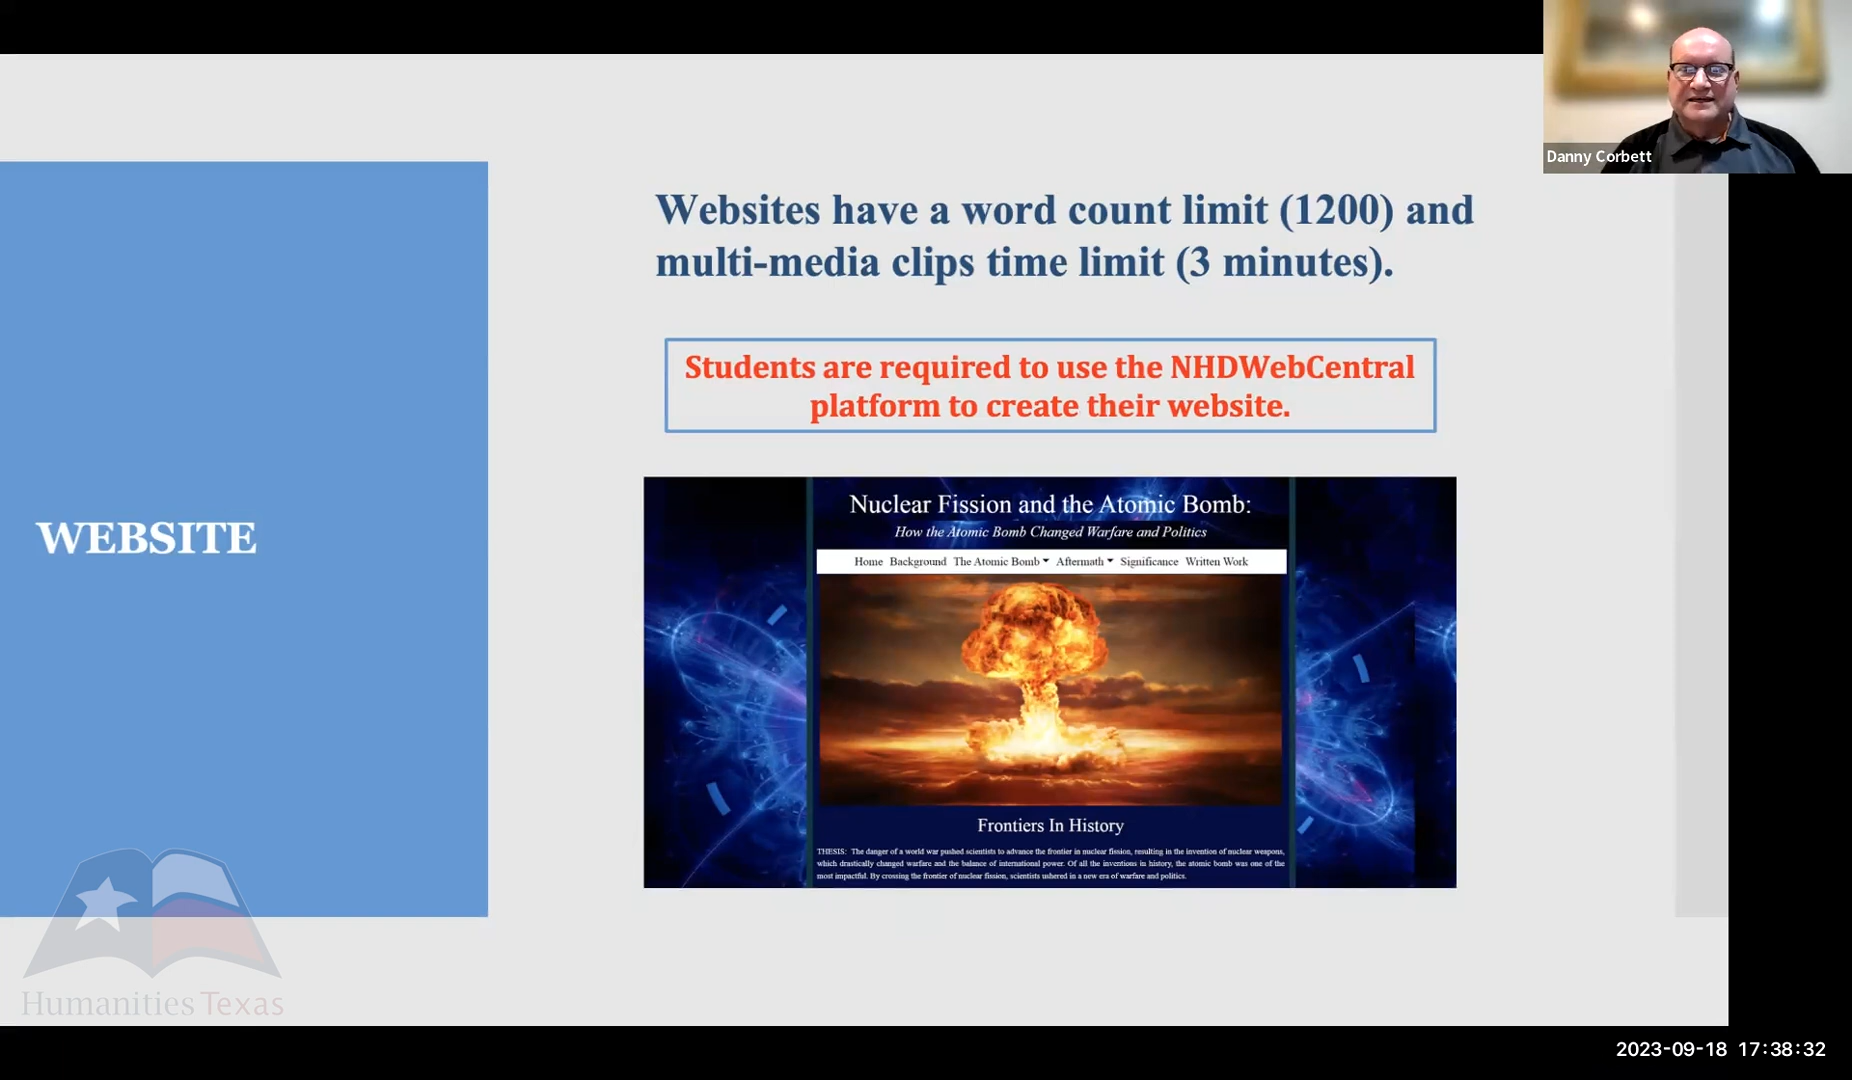 Danny Corbett
Websites have a word count limit (1200) and
multi-media clips time limit (3 minutes).
Students are required to use the NHDWebCentral
platform to create their website.
WEBSITE
Nuclear Fission and the Atomic Bomb:
How the Atomic Bomb Changed Warfare and Politics
Home Background The Atomic Bomb Aftermath Significance Written Work
Frontiers In History
THESIS: The danger of a world war pushed scientists to advance the frontier in nuclear fission, resulting in the invention of nuclear weapons,
which drastically changed warfare and the balance of international power. Of all the inventions in history, the atomic bomb was one of the
most impactful. By crossing the frontier of nuclear fission, scientists ushered in a new era of warfare and politics.
Humanities Texas
2023-09-18 17:38:32